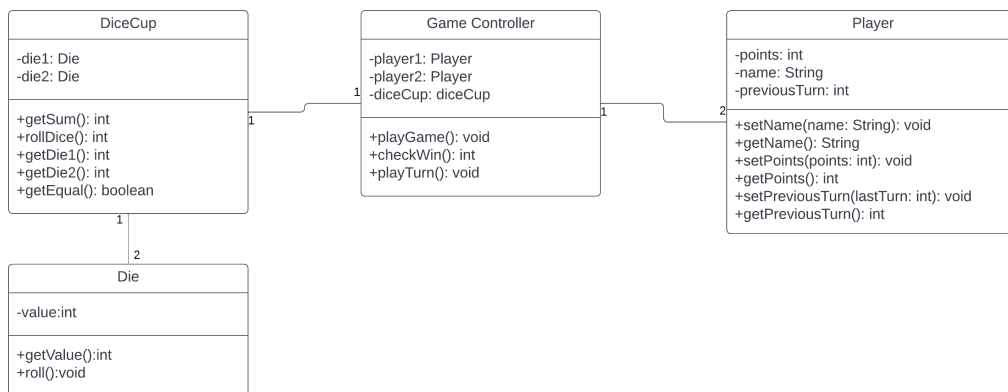 DiceCup
-die1: Die
-die2: Die
+getSum(): int
+rollDice(): int
+getDie1(): int
+getDie2(): int
+getEqual(): boolean
1
1
Game Controller
-player1: Player
-player2: Player
-diceCup: diceCup
+playGame(): void
+checkWin(): int
+playTurn(): void
1
2
Player
-points: int
-name: String
-previousTurn: int
+setName(name: String): void
+getName(): String
+setPoints(points: int): void
+getPoints(): int
+setPreviousTurn(lastTurn: int): void
+getPreviousTurn(): int
1
2
Die
-value:int
+getValue():int
+roll():void